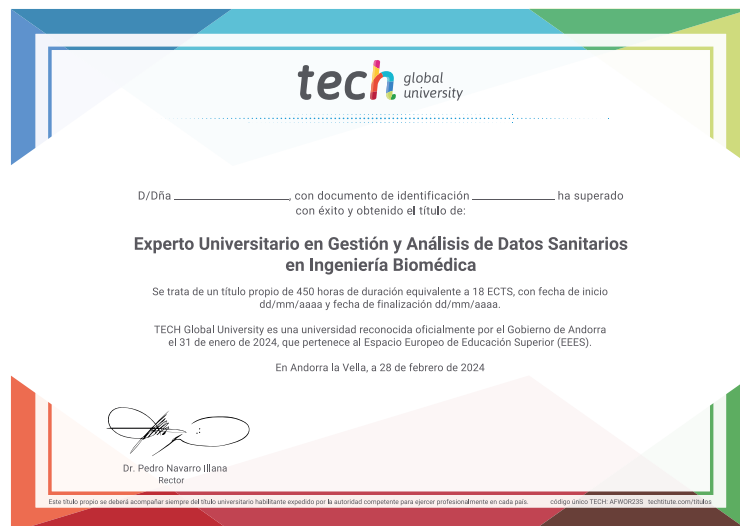 tech global
university
D/Dña ______________, con documento de identificación __________ ha superado
con éxito y obtenido el título de:
Experto Universitario en Gestión y Análisis de Datos Sanitarios
en Ingeniería Biomédica
Se trata de un título propio de 450 horas de duración equivalente a 18 ECTS, con fecha de inicio
dd/mm/aaaa y fecha de finalización dd/mm/aaaa.
TECH Global University es una universidad reconocida oficialmente por el Gobierno de Andorra
el 31 de enero de 2024, que pertenece al Espacio Europeo de Educación Superior (EEES).
En Andorra la Vella, a 28 de febrero de 2024
Dr. Pedro Navarro Illana
Rector
Este título propio se deberá acompañar siempre del título universitario habilitante expedido por la autoridad competente para ejercer profesionalmente en cada país. código único TECH: AFWOR23S techtitute.com/titulos